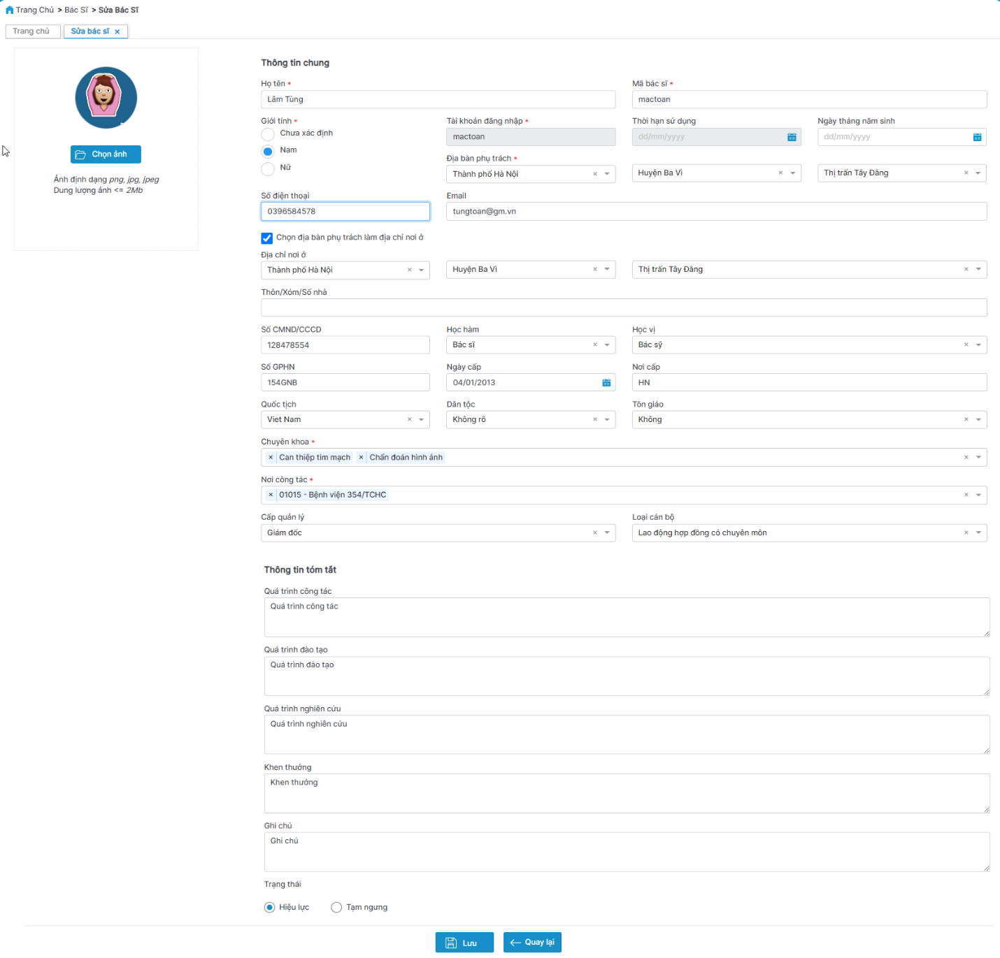 Trang Chủ > Bác Sĩ > Sửa Bác Sĩ
Trang chủ
Sửa bác sĩ ×
Chọn ảnh
Ảnh định dạng png, jpg, jpeg
Dung lượng ảnh <= 2Mb
Thông tin chung
Họ tên *
Mã bác sĩ *
Lâm Tùng
mactoan
Giới tính *
Chưa xác định
Nam
Nữ
Tài khoản đăng nhập *
mactoan
Thời hạn sử dụng
dd/mm/yyyy
Ngày tháng năm sinh
dd/mm/yyyy
Địa bàn phụ trách *
Thành phố Hà Nội ×
Huyện Ba Vì ×
Thị trấn Tây Đằng ×
Số điện thoại
Email
0396584578
tungtoan@gm.vn
Chọn địa bàn phụ trách làm địa chỉ nơi ở
Địa chỉ nơi ở
Thành phố Hà Nội ×
Huyện Ba Vì ×
Thị trấn Tây Đằng ×
Thôn/Xóm/Số nhà
Số CMND/CCCD
Học hàm
Học vị
128478554
Bác sĩ ×
Bác sỹ ×
Số GPHN
Ngày cấp
Nơi cấp
154GNB
04/01/2013
HN
Quốc tịch
Dân tộc
Tôn giáo
Viet Nam ×
Không rõ ×
Không ×
Chuyên khoa *
× Can thiệp tim mạch × Chẩn đoán hình ảnh ×
Nơi công tác *
× 01015 - Bệnh viện 354/TCHC ×
Cấp quản lý
Loại cán bộ
Giám đốc ×
Lao động hợp đồng có chuyên môn ×
Thông tin tóm tắt
Quá trình công tác
Quá trình công tác
Quá trình đào tạo
Quá trình đào tạo
Quá trình nghiên cứu
Quá trình nghiên cứu
Khen thưởng
Khen thưởng
Ghi chú
Ghi chú
Trạng thái
Hiệu lực
Tạm ngưng
Lưu
Quay lại